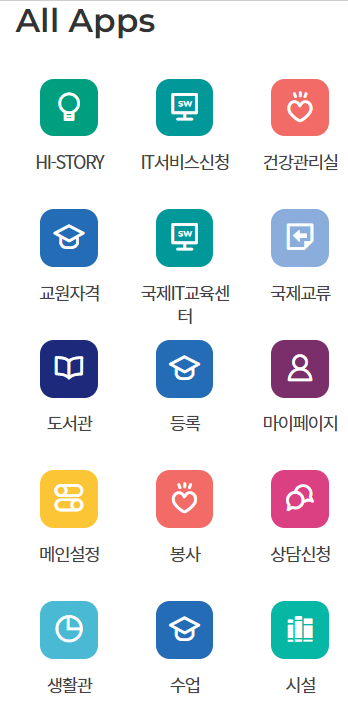 All Apps
HI-STORY
SW
IT서비스신청
건강관리실
교원자격
SW
국제IT교육센
터
국제교류
도서관
등록
마이페이지
메인설정
봉사
상담신청
생활관
수업
시설